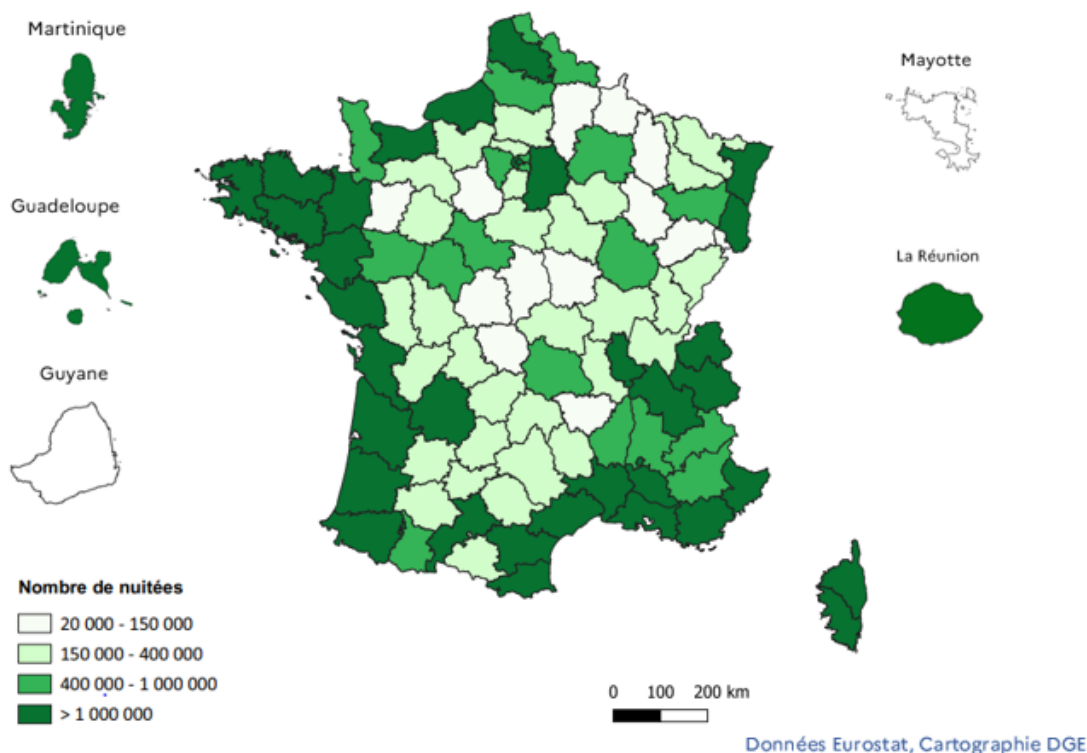 Martinique
Mayotte
Guadeloupe
La Réunion
Guyane
Nombre de nuitées
20 000 - 150 000
150 000 - 400 000
400 000 - 1 000 000
> 1 000 000
0 100 200 km
Données Eurostat, Cartographie DGE